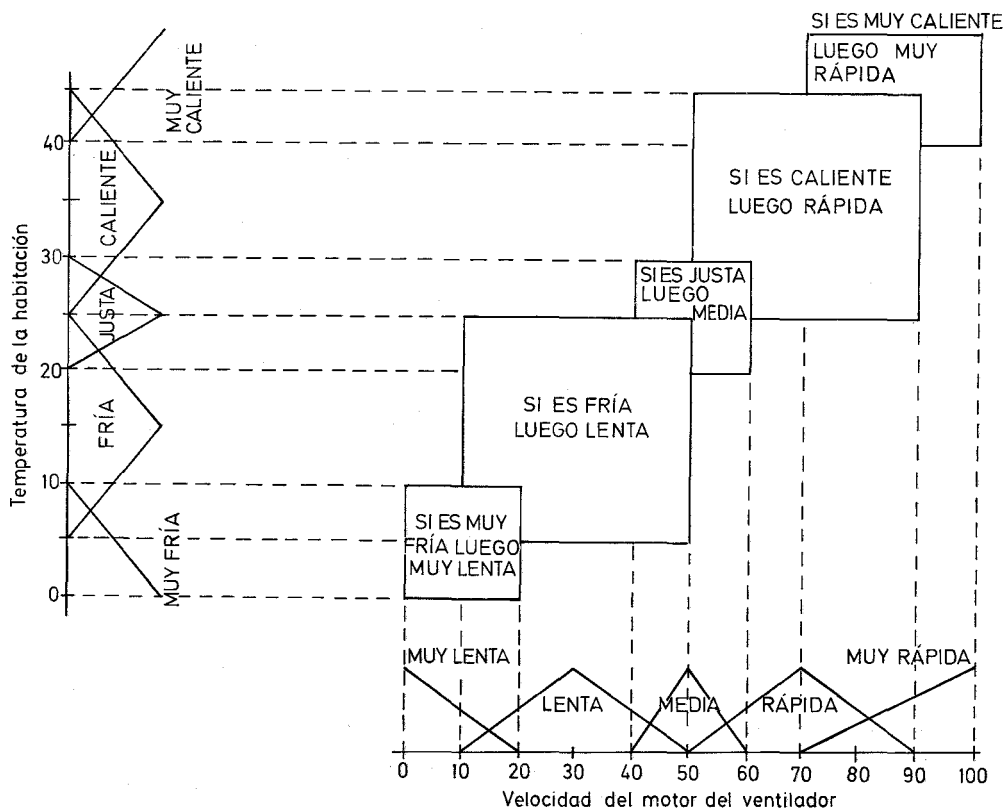 SI ES MUY CALIENTE
LUEGO MUY
RÁPIDA
MUY
CALIENTE
40
CALIENTE
SI ES CALIENTE
LUEGO RÁPIDA
30
JUSTA
SI ES JUSTA
LUEGO
MEDIA
Temperatura de la habitación
20
FRÍA
SI ES FRÍA
LUEGO LENTA
10
MUY FRÍA
SI ES MUY
FRÍA LUEGO
MUY LENTA
0
MUY LENTA
LENTA
MEDIA
RÁPIDA
MUY RÁPIDA
0 10 20 30 40 50 60 70 80 90 100
Velocidad del motor del ventilador